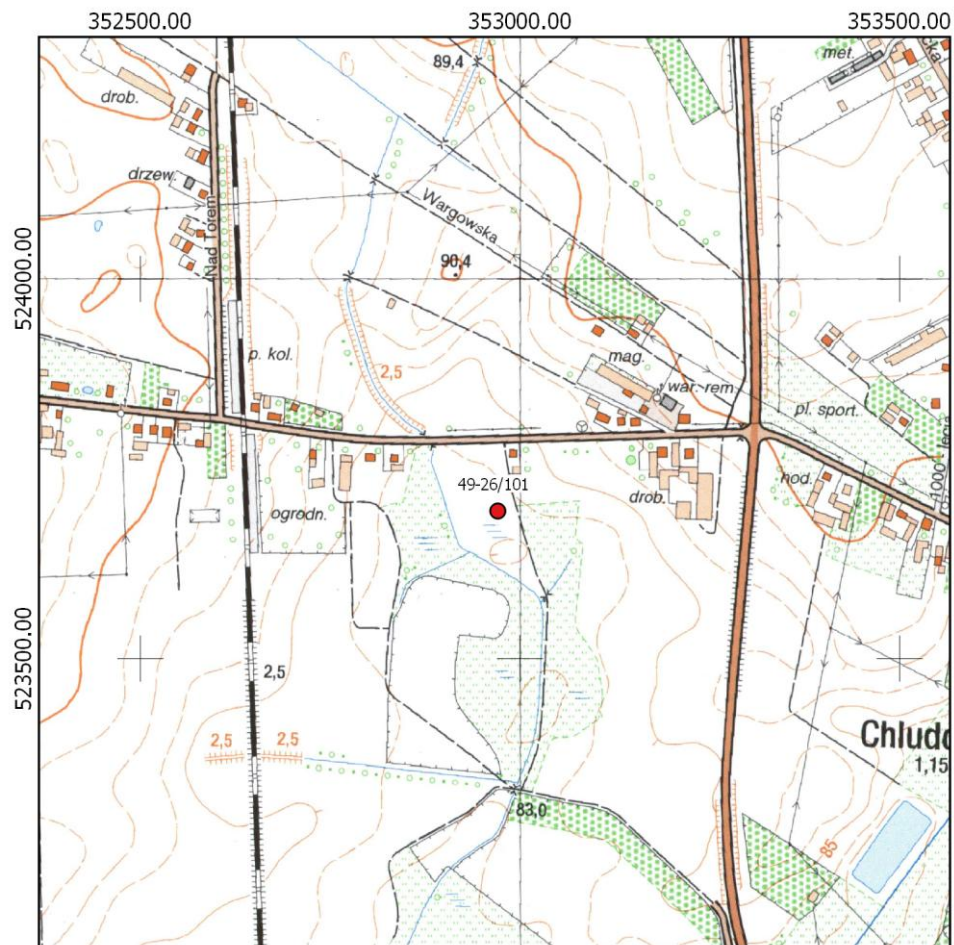 352500.00 353000.00 353500.00
89,4
met.
drob.
drzew.
Wargowska
Nad Torem
90,4
524000.00
p. kol.
2,5
mag.
war.-rem
pl. sport.
49-26/101
hod.
1000
ogrodn.
drob.
523500.00
2,5
2,5 2,5
Chludo
1,15
83,0
85